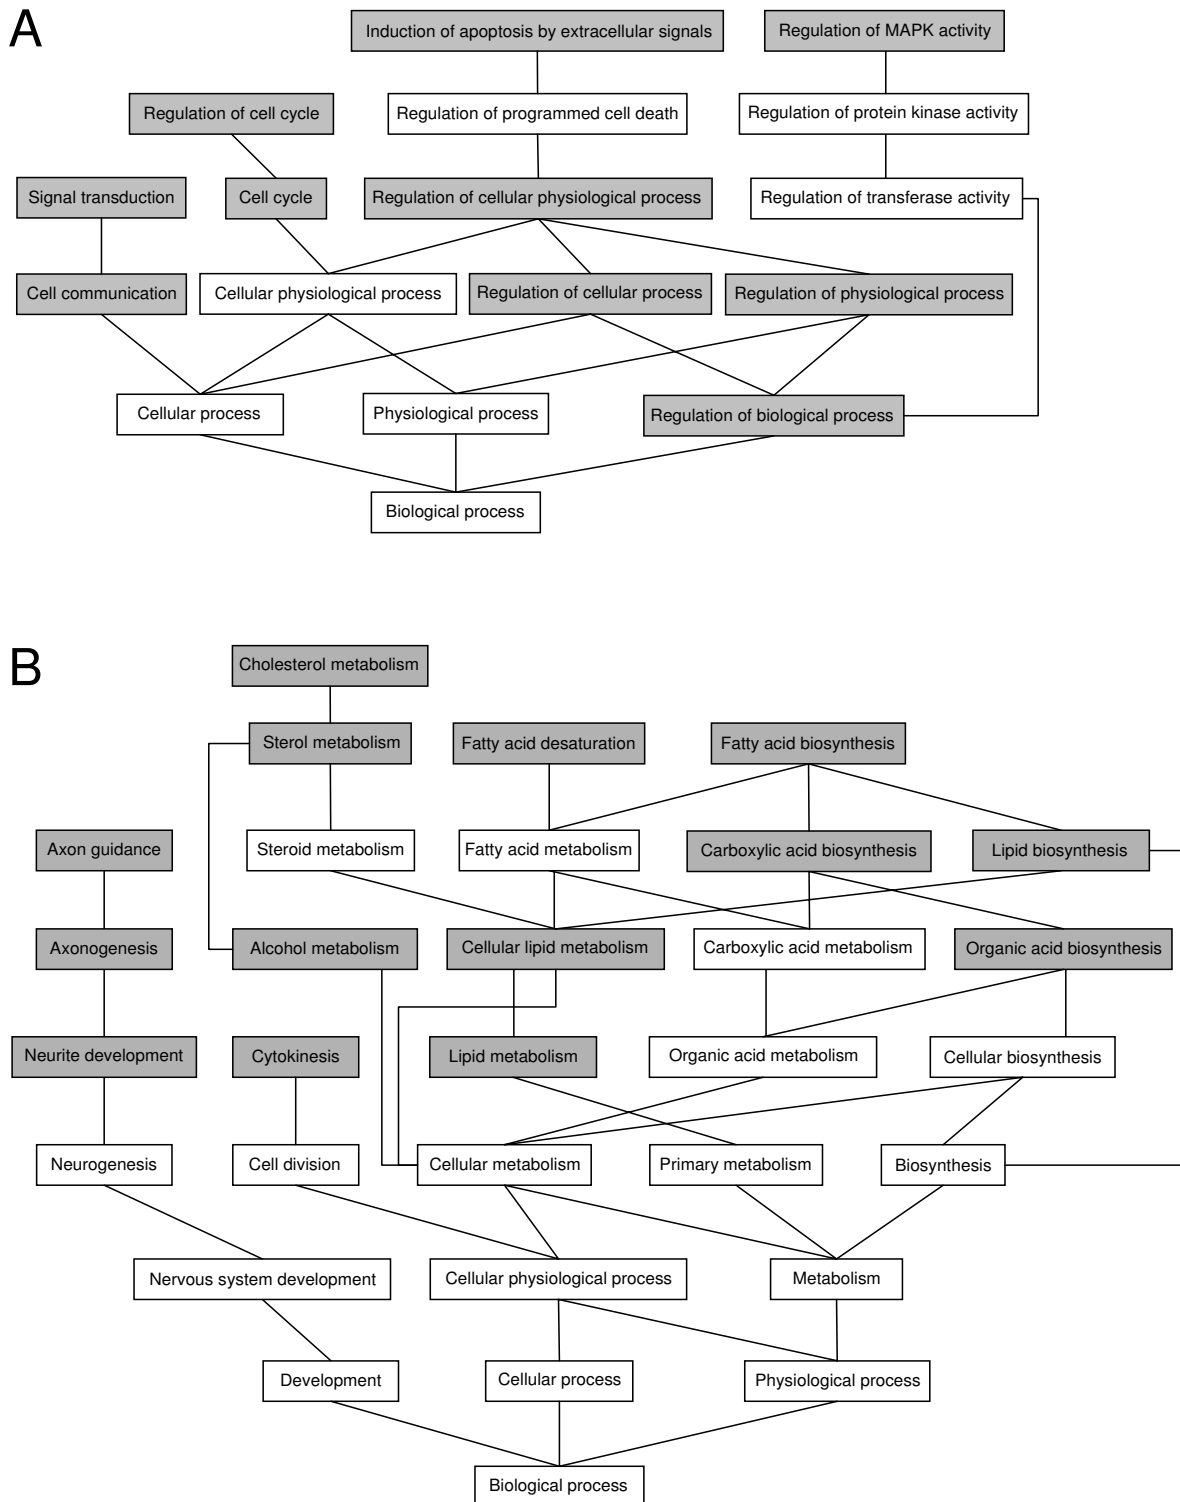 A
Induction of apoptosis by extracellular signals
Regulation of MAPK activity
Regulation of cell cycle
Regulation of programmed cell death
Regulation of protein kinase activity
Signal transduction
Cell cycle
Regulation of cellular physiological process
Regulation of transferase activity
Cell communication
Cellular physiological process
Regulation of cellular process
Regulation of physiological process
Cellular process
Physiological process
Regulation of biological process
Biological process
B
Cholesterol metabolism
Sterol metabolism
Fatty acid desaturation
Fatty acid biosynthesis
Axon guidance
Steroid metabolism
Fatty acid metabolism
Carboxylic acid biosynthesis
Lipid biosynthesis
Axonogenesis
Alcohol metabolism
Cellular lipid metabolism
Carboxylic acid metabolism
Organic acid biosynthesis
Neurite development
Cytokinesis
Lipid metabolism
Organic acid metabolism
Cellular biosynthesis
Neurogenesis
Cell division
Cellular metabolism
Primary metabolism
Biosynthesis
Nervous system development
Cellular physiological process
Metabolism
Development
Cellular process
Physiological process
Biological process